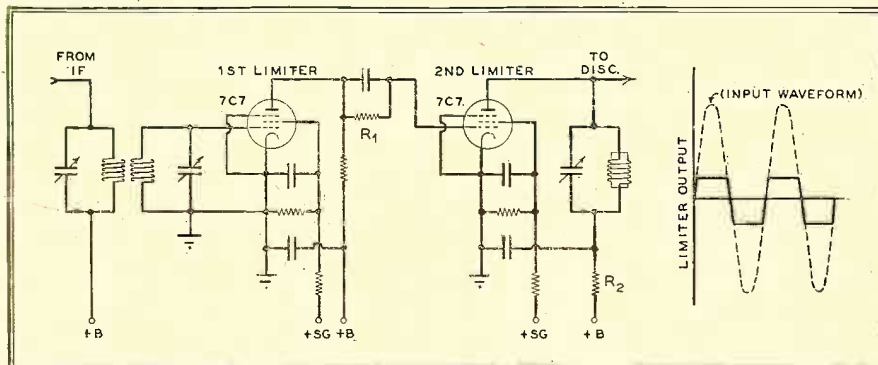 FROM
IF
1ST LIMITER
7C7
R1
2ND LIMITER
7C7
TO
DISC.
R2
+B
+SG
+B
+SG
+B
LIMITER OUTPUT
(INPUT WAVEFORM)